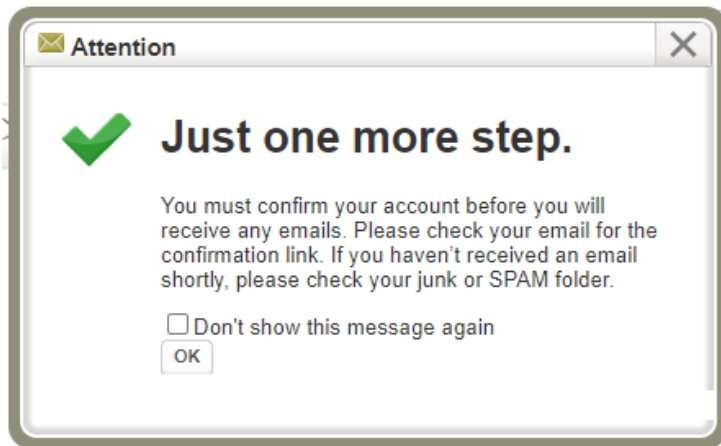 Attention
Just one more step.
You must confirm your account before you will
receive any emails. Please check your email for the
confirmation link. If you haven't received an email
shortly, please check your junk or SPAM folder.
Don't show this message again
OK